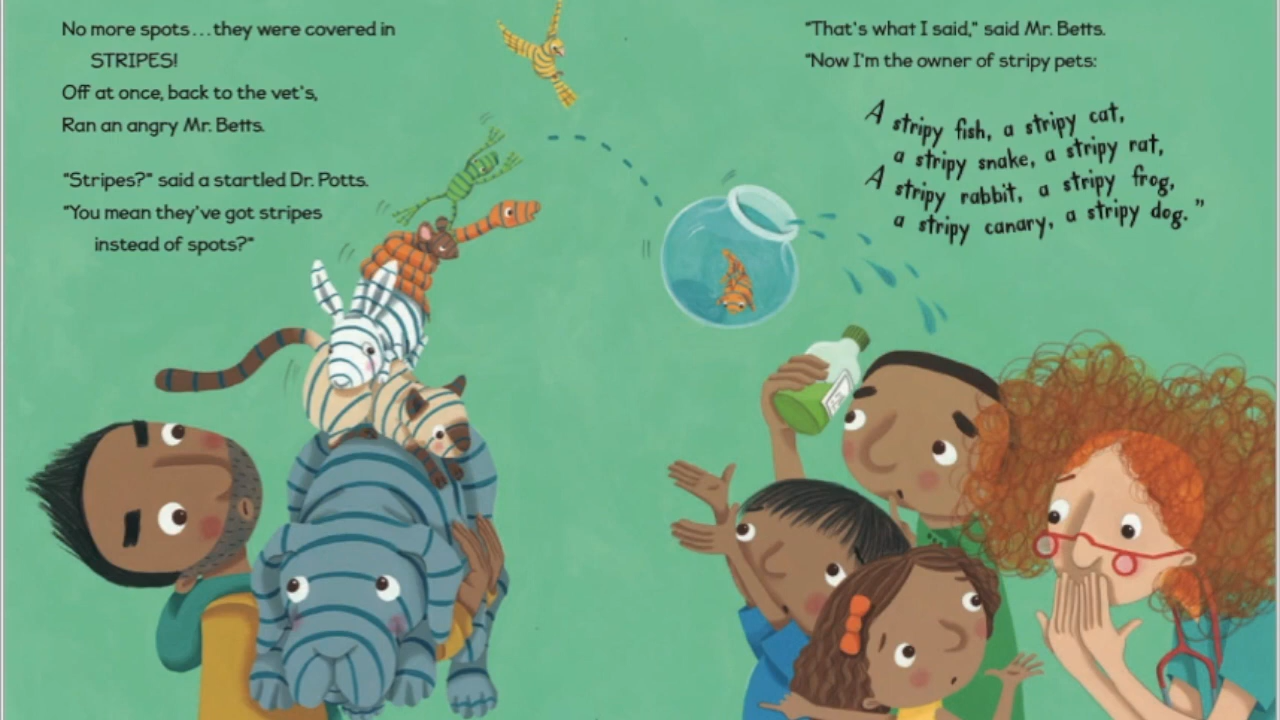 No more spots...they were covered in
STRIPES!
Off at once, back to the vet's,
Ran an angry Mr. Betts.
"Stripes?" said a startled Dr. Potts.
"You mean they've got stripes
instead of spots?"
"That's what I said," said Mr. Betts.
"Now I'm the owner of stripy pets:
A stripy fish, a stripy cat,
a stripy snake, a stripy rat,
A stripy rabbit, a stripy frog,
a stripy canary, a stripy dog."